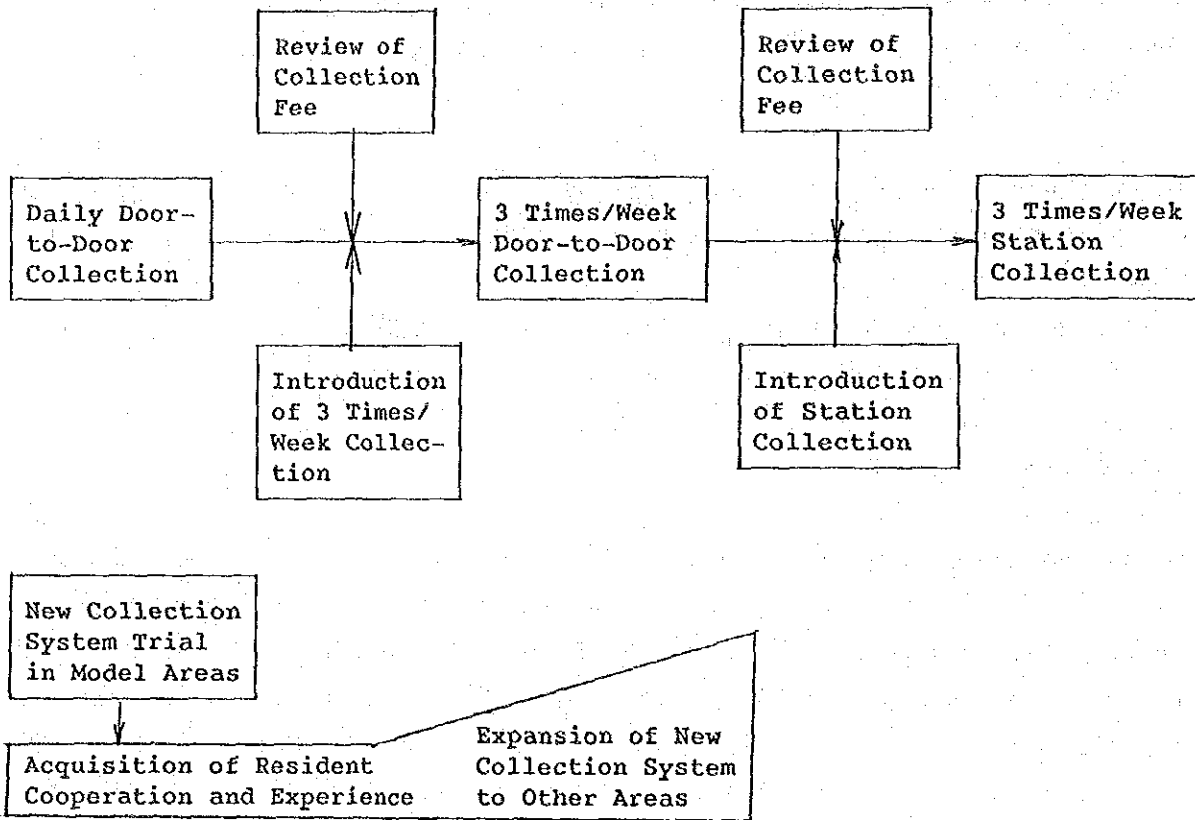 Review of
Collection
Fee
Review of
Collection
Fee
Daily Door-
to-Door
Collection
3 Times/Week
Door-to-Door
Collection
3 Times/Week
Station
Collection
Introduction
of 3 Times/
Week Collec-
tion
Introduction
of Station
Collection
New Collection
System Trial
in Model Areas
Acquisition of Resident
Cooperation and Experience
Expansion of New
Collection System
to Other Areas